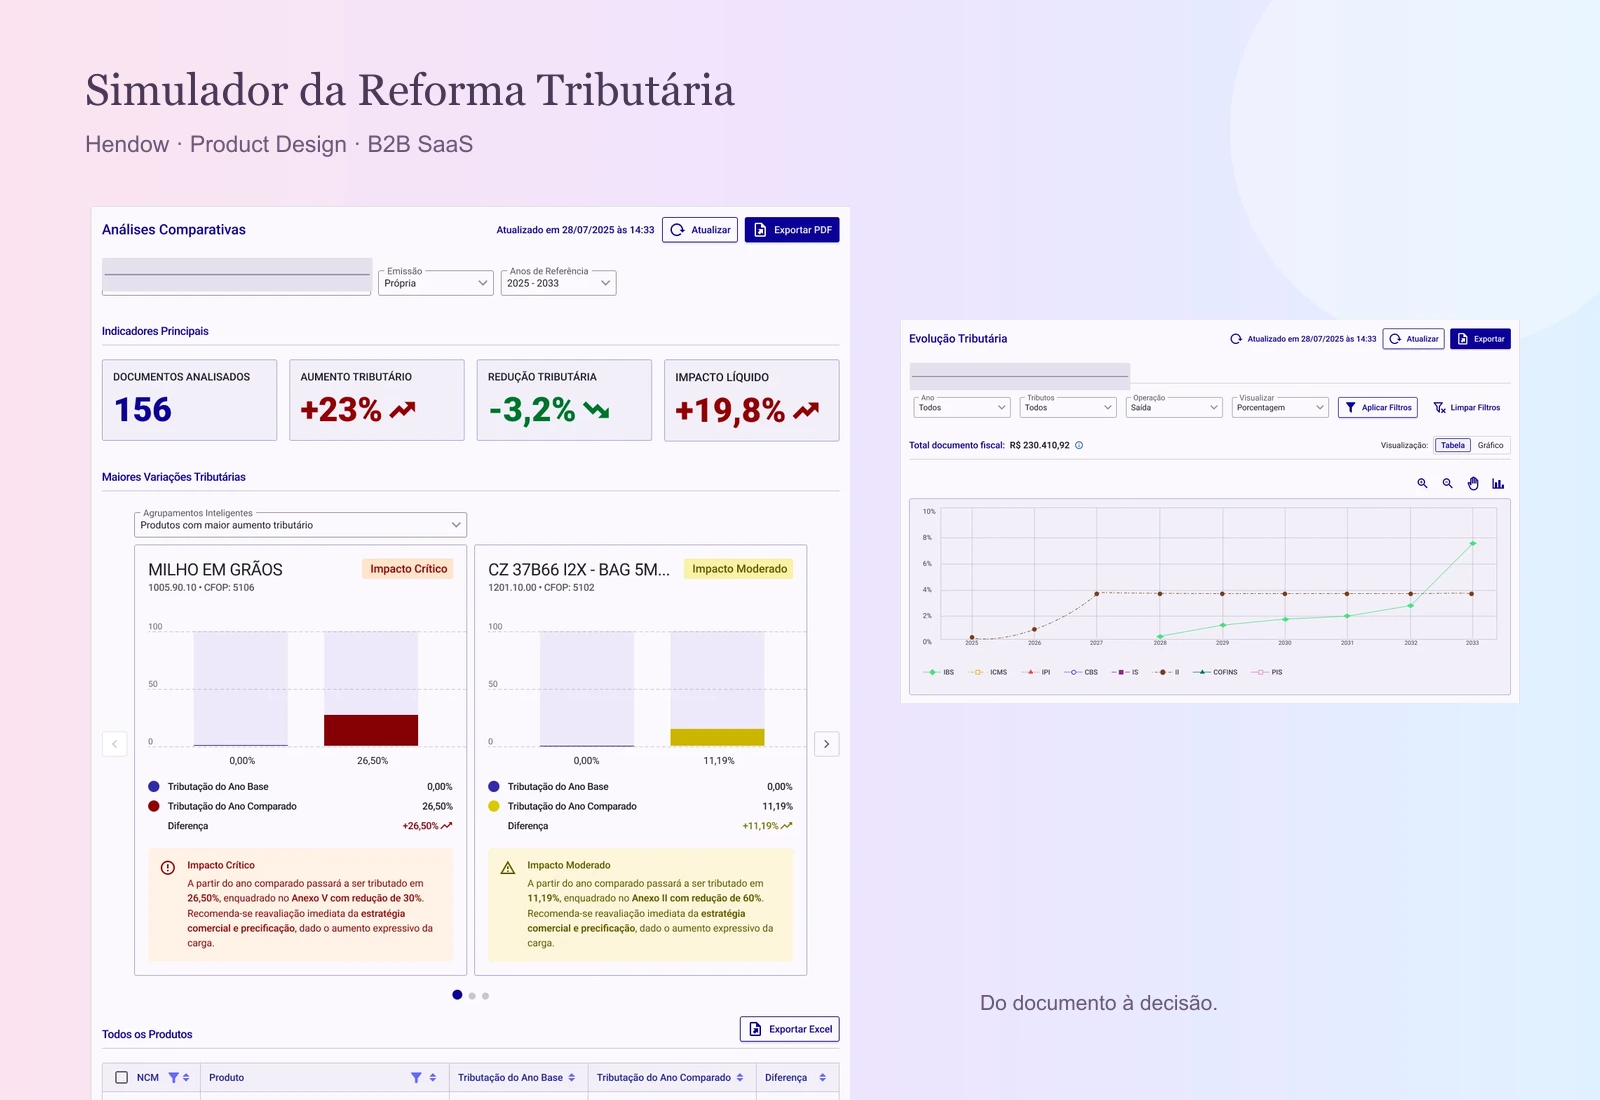 Simulador da Reforma Tributária
Hendow · Product Design · B2B SaaS
Análises Comparativas
Atualizado em 28/07/2025 às 14:33
Atualizar
Exportar PDF
Emissão
Própria
Anos de Referência
2025 - 2033
Indicadores Principais
DOCUMENTOS ANALISADOS
156
AUMENTO TRIBUTÁRIO
+23%
REDUÇÃO TRIBUTÁRIA
-3,2%
IMPACTO LÍQUIDO
+19,8%
Maiores Variações Tributárias
Agrupamentos Inteligentes
Produtos com maior aumento tributário
MILHO EM GRÃOS
Impacto Crítico
1005.90.10 • CFOP: 5106
100
50
0
0,00%
26,50%
Tributação do Ano Base 0,00%
Tributação do Ano Comparado 26,50%
Diferença +26,50%
Impacto Crítico
A partir do ano comparado passará a ser tributado em
26,50%, enquadrado no Anexo V com redução de 30%.
Recomenda-se reavaliação imediata da estratégia
comercial e precificação, dado o aumento expressivo da
carga.
CZ 37B66 I2X - BAG 5M...
Impacto Moderado
1201.10.00 • CFOP: 5102
100
50
0
0,00%
11,19%
Tributação do Ano Base 0,00%
Tributação do Ano Comparado 11,19%
Diferença +11,19%
Impacto Moderado
A partir do ano comparado passará a ser tributado em
11,19%, enquadrado no Anexo II com redução de 60%.
Recomenda-se reavaliação imediata da estratégia
comercial e precificação, dado o aumento expressivo da
carga.
Todos os Produtos
Exportar Excel
NCM
Produto
Tributação do Ano Base
Tributação do Ano Comparado
Diferença
Evolução Tributária
Atualizado em 28/07/2025 às 14:33
Atualizar
Exportar
Ano
Todos
Tributos
Todos
Operação
Saída
Visualizar
Porcentagem
Aplicar Filtros
Limpar Filtros
Total documento fiscal: R$ 230.410,92
Visualização:
Tabela
Gráfico
10%
8%
6%
4%
2%
0%
2025 2026 2027 2028 2029 2030 2031 2032 2033
IBS ICMS IPI CBS IS II COFINS PIS
Do documento à decisão.